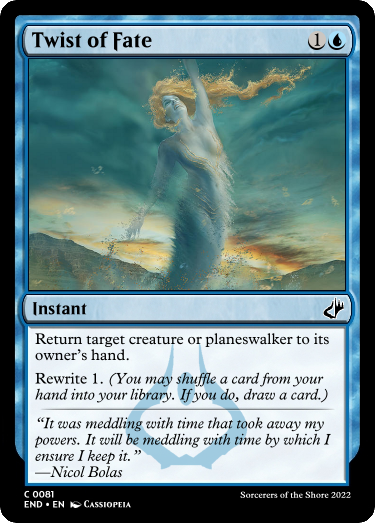 Twist of Fate 1
Instant
Return target creature or planeswalker to its
owner's hand.
Rewrite 1. (You may shuffle a card from your
hand into your library. If you do, draw a card.)
"It was meddling with time that took away my
powers. It will be meddling with time by which I
ensure I keep it."
—Nicol Bolas
C 0081
END • EN Cassiopeia Sorcerers of the Shore 2022